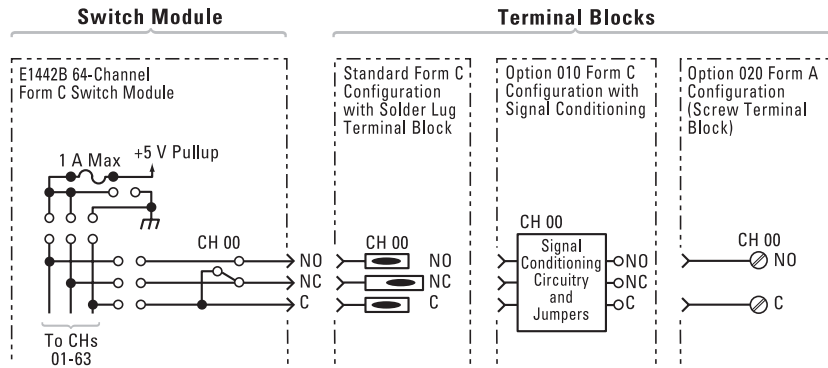 Switch Module
Terminal Blocks
E1442B 64-Channel
Form C Switch Module
1 A Max
+5 V Pullup
CH 00
NO
NC
C
To CHs
01-63
Standard Form C
Configuration
with Solder Lug
Terminal Block
CH 00
NO
NC
C
Option 010 Form C
Configuration with
Signal Conditioning
CH 00
Signal
Conditioning
Circuitry
and
Jumpers
NO
NC
C
Option 020 Form A
Configuration
(Screw Terminal
Block)
CH 00
NO
C